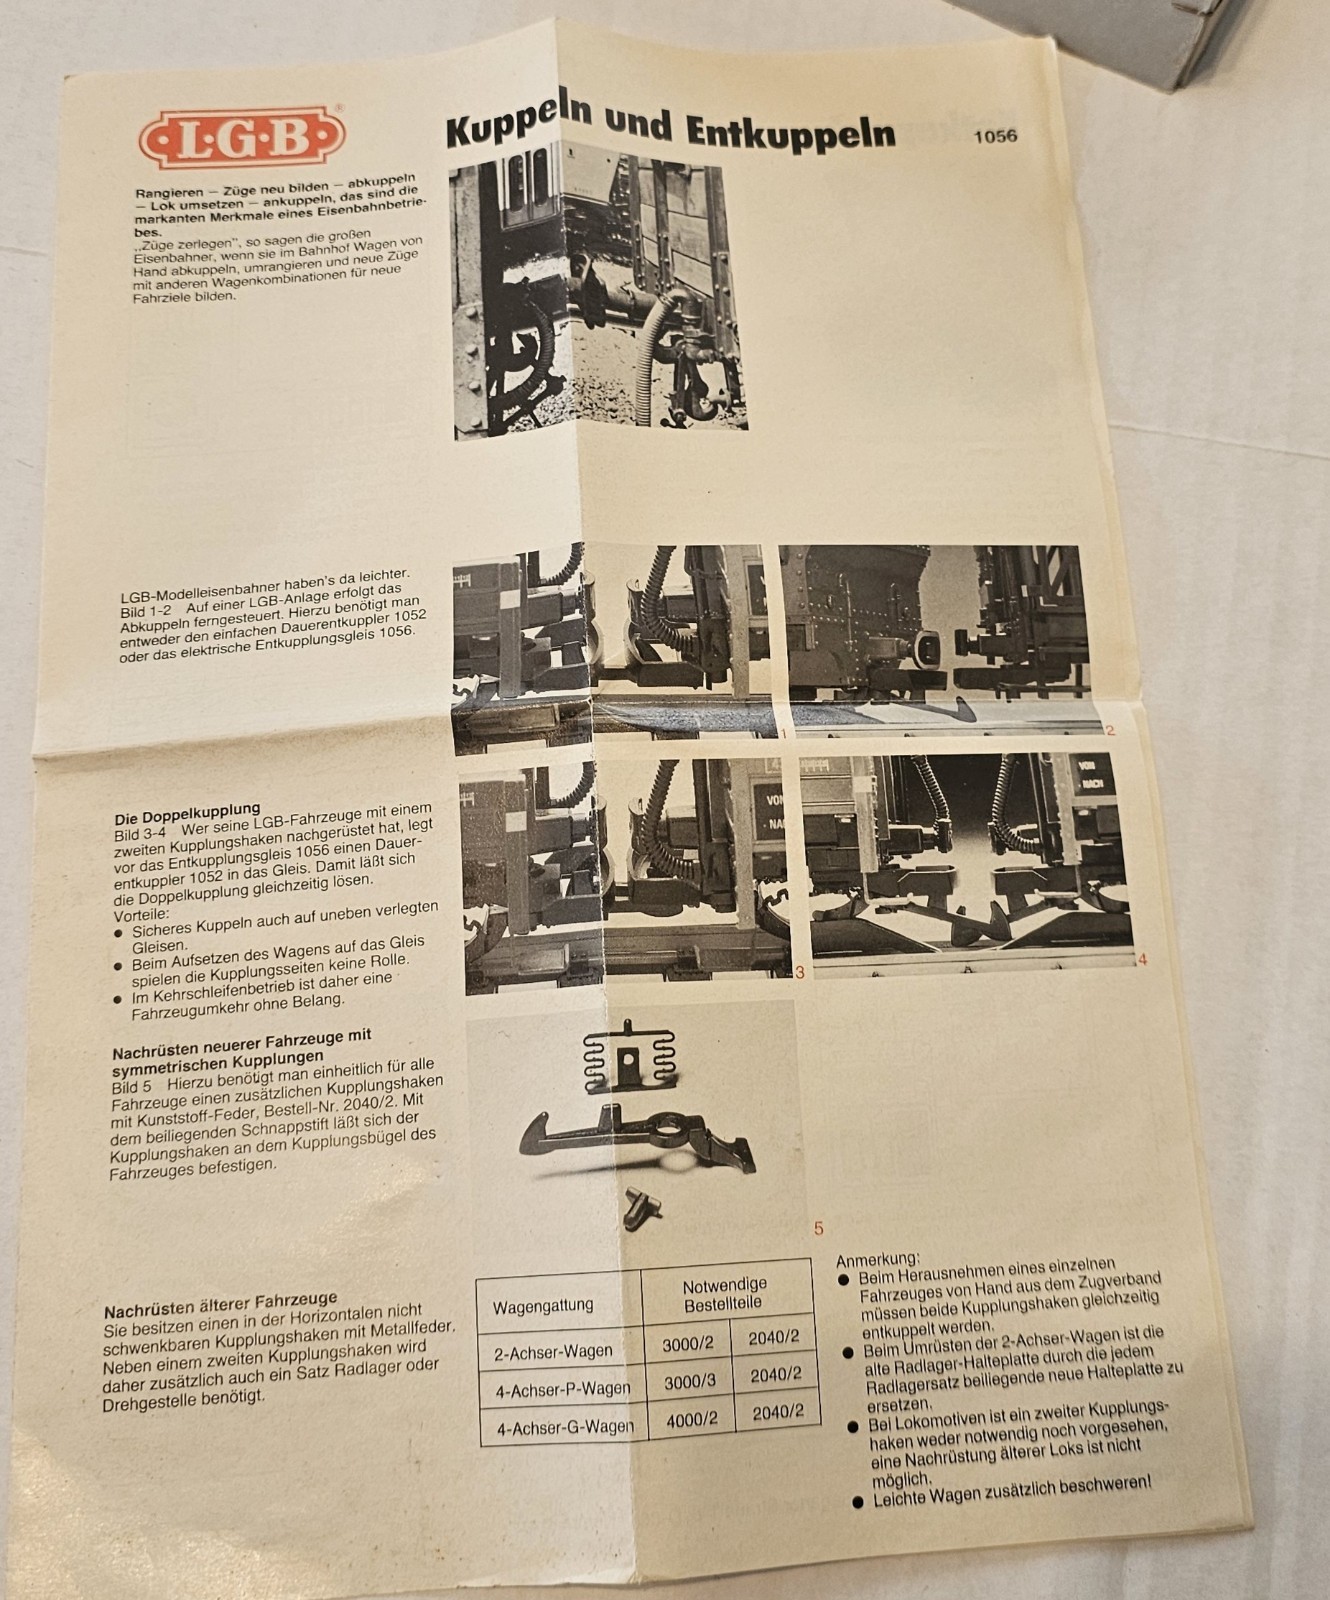 L·G·B®
Kuppeln und Entkuppeln
1056
Rangieren – Züge neu bilden – abkuppeln
– Lok umsetzen – ankuppeln, das sind die
markanten Merkmale eines Eisenbahnbetrie-
bes.
„Züge zerlegen", so sagen die großen
Eisenbahner, wenn sie im Bahnhof Wagen von
Hand abkuppeln, umrangieren und neue Züge
mit anderen Wagenkombinationen für neue
Fahrziele bilden.
LGB-Modelleisenbahner haben's da leichter.
Bild 1-2 Auf einer LGB-Anlage erfolgt das
Abkuppeln ferngesteuert. Hierzu benötigt man
entweder den einfachen Dauerentkuppler 1052
oder das elektrische Entkupplungsgleis 1056.
1
2
Die Doppelkupplung
Bild 3-4 Wer seine LGB-Fahrzeuge mit einem
zweiten Kupplungshaken nachgerüstet hat, legt
vor das Entkupplungsgleis 1056 einen Dauer-
entkuppler 1052 in das Gleis. Damit läßt sich
die Doppelkupplung gleichzeitig lösen.
Vorteile:
● Sicheres Kuppeln auch auf uneben verlegten
Gleisen.
● Beim Aufsetzen des Wagens auf das Gleis
spielen die Kupplungsseiten keine Rolle.
● Im Kehrschleifenbetrieb ist daher eine
Fahrzeugumkehr ohne Belang.
VON
NACH
3
4
Nachrüsten neuerer Fahrzeuge mit
symmetrischen Kupplungen
Bild 5 Hierzu benötigt man einheitlich für alle
Fahrzeuge einen zusätzlichen Kupplungshaken
mit Kunststoff-Feder, Bestell-Nr. 2040/2. Mit
dem beiliegenden Schnappstift läßt sich der
Kupplungshaken an dem Kupplungsbügel des
Fahrzeuges befestigen.
5
Nachrüsten älterer Fahrzeuge
Sie besitzen einen in der Horizontalen nicht
schwenkbaren Kupplungshaken mit Metallfeder.
Neben einem zweiten Kupplungshaken wird
daher zusätzlich auch ein Satz Radlager oder
Drehgestelle benötigt.
Wagengattung
Notwendige
Bestellteile
2-Achser-Wagen 3000/2 2040/2
4-Achser-P-Wagen 3000/3 2040/2
4-Achser-G-Wagen 4000/2 2040/2
Anmerkung:
● Beim Herausnehmen eines einzelnen
Fahrzeuges von Hand aus dem Zugverband
müssen beide Kupplungshaken gleichzeitig
entkuppelt werden.
● Beim Umrüsten der 2-Achser-Wagen ist die
alte Radlager-Halteplatte durch die jedem
Radlagersatz beiliegende neue Halteplatte zu
ersetzen.
● Bei Lokomotiven ist ein zweiter Kupplungs-
haken weder notwendig noch vorgesehen,
eine Nachrüstung älterer Loks ist nicht
möglich.
● Leichte Wagen zusätzlich beschweren!